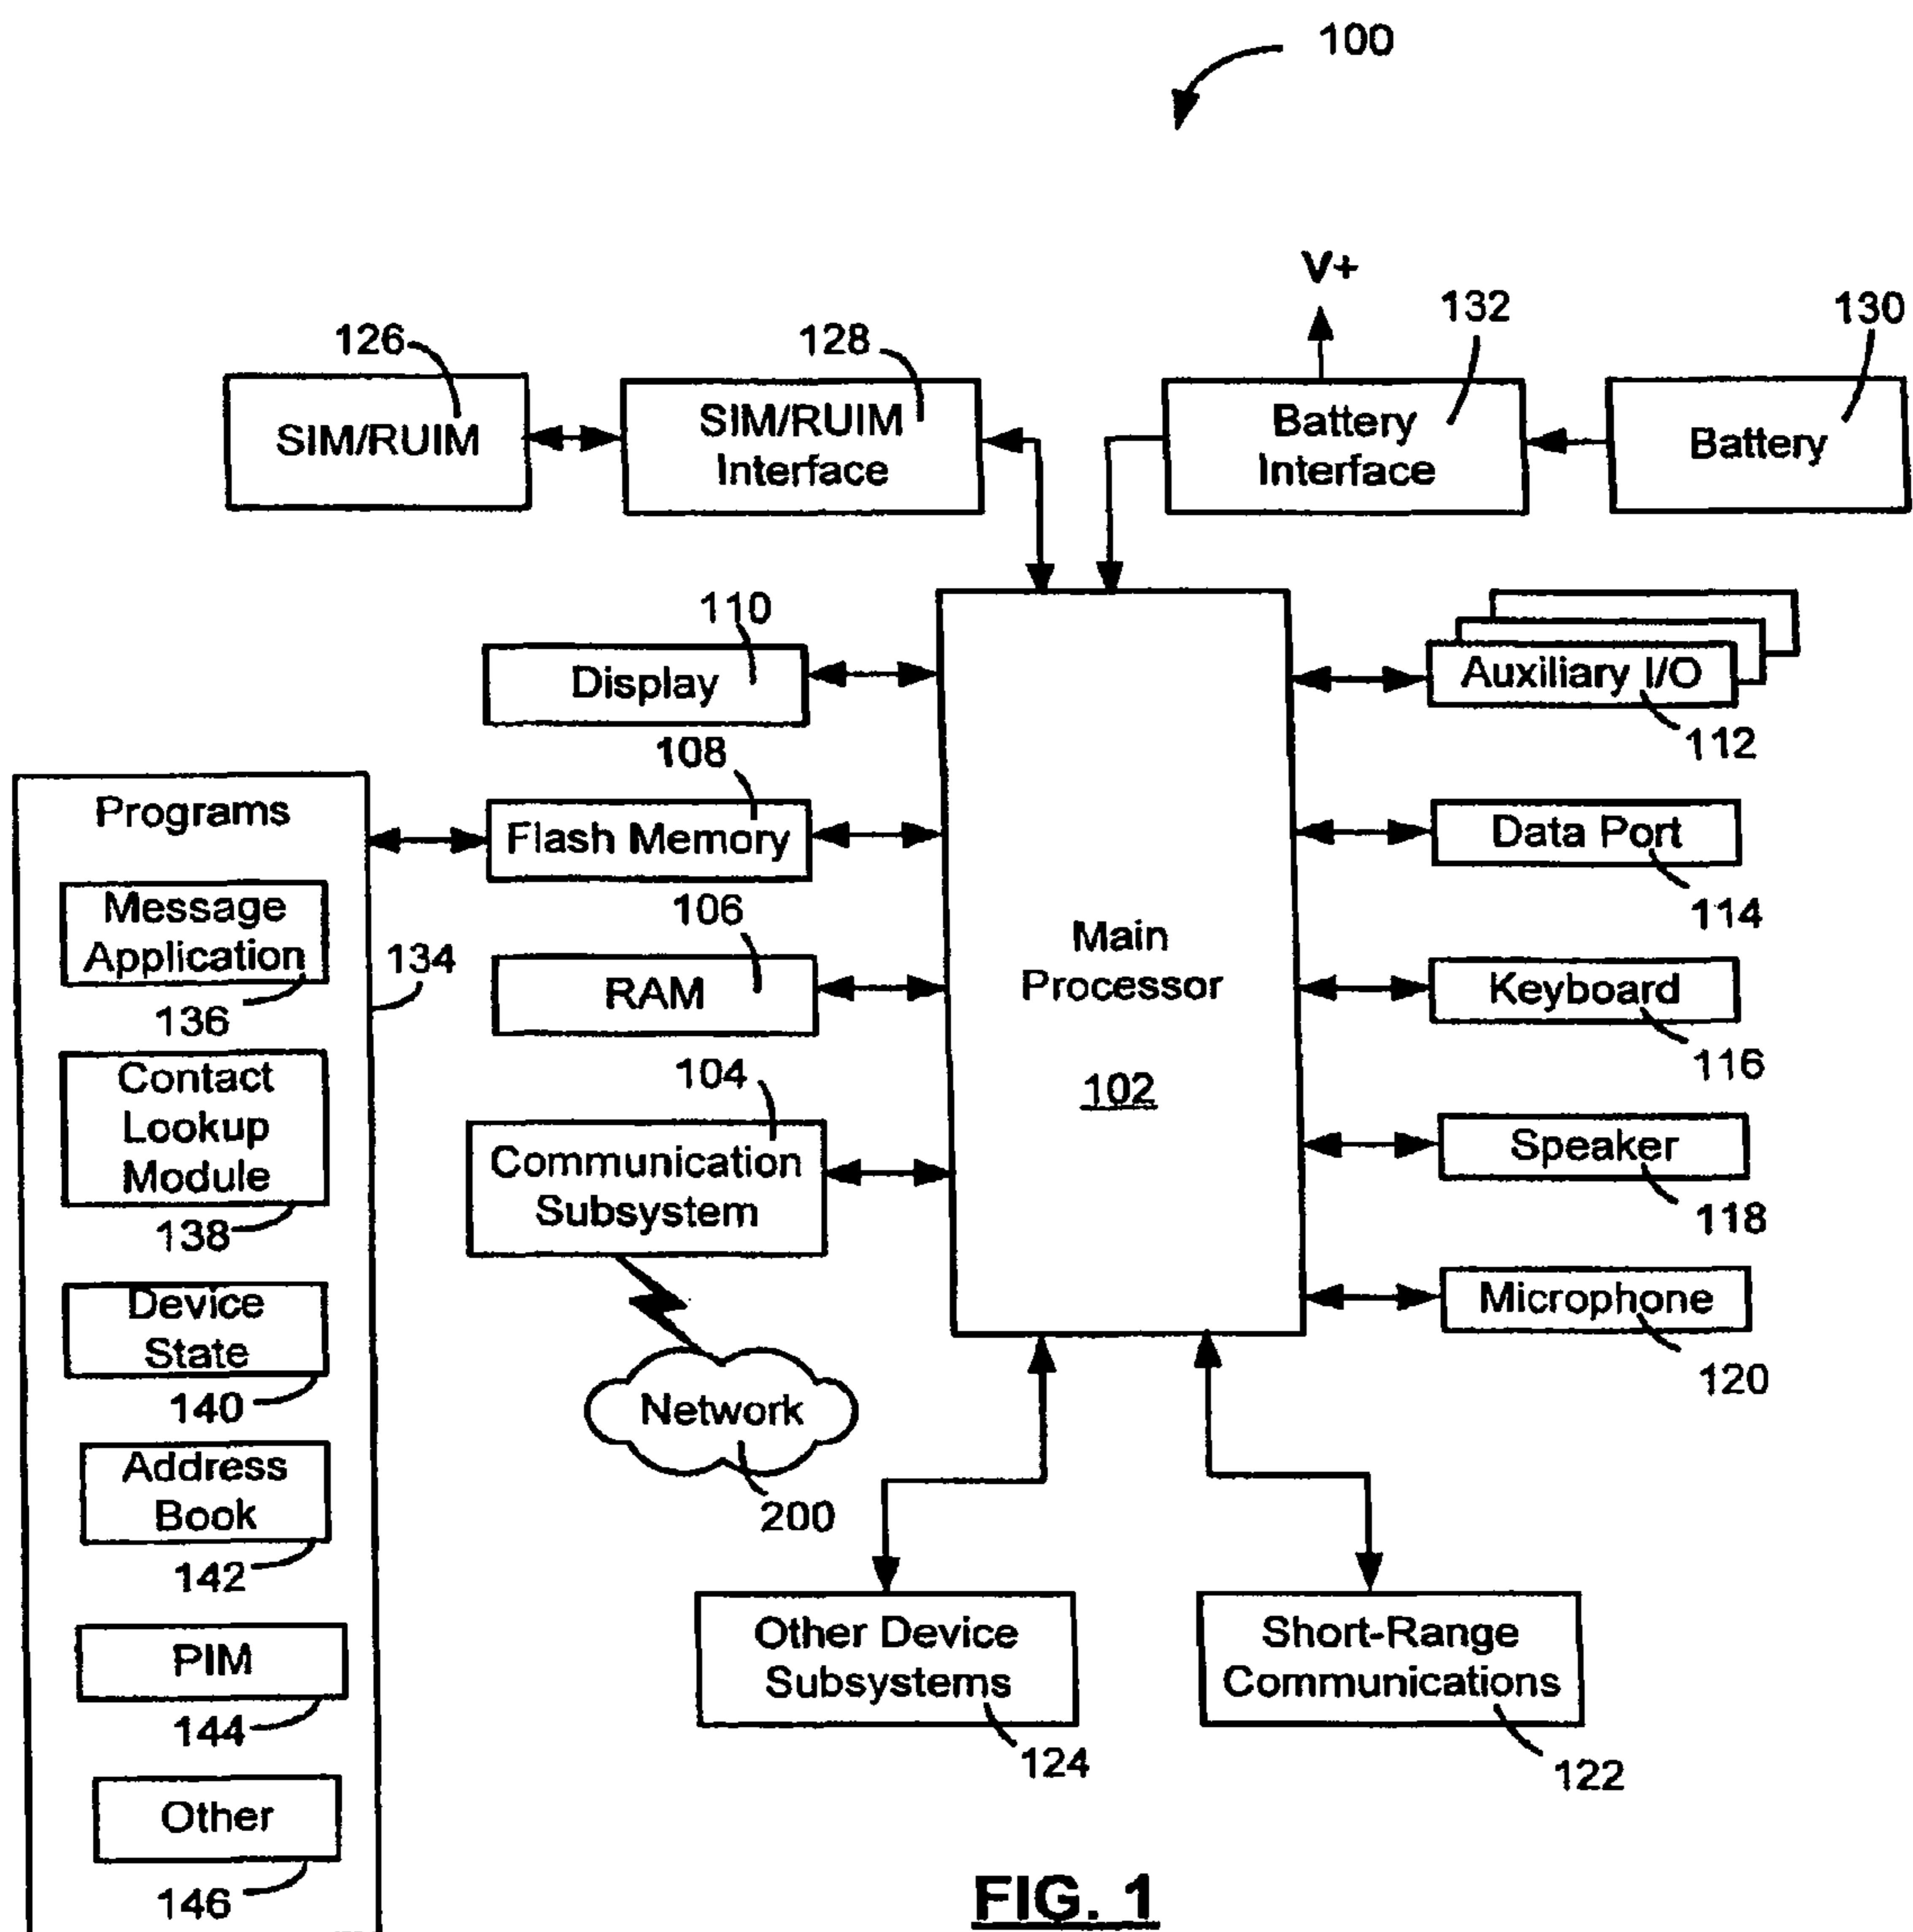 100
V+
132
130
126
128
SIM/RUIM
SIM/RUIM
Interface
Battery
Interface
Battery
110
Display
Auxiliary I/O
112
108
Flash Memory
Data Port
114
106
RAM
Main
Processor
102
Keyboard
116
104
Communication
Subsystem
Speaker
118
Microphone
120
Network
200
Programs
Message
Application
136
134
Contact
Lookup
Module
138
Device
State
140
Address
Book
142
PIM
144
Other
146
Other Device
Subsystems
124
Short-Range
Communications
122
FIG. 1